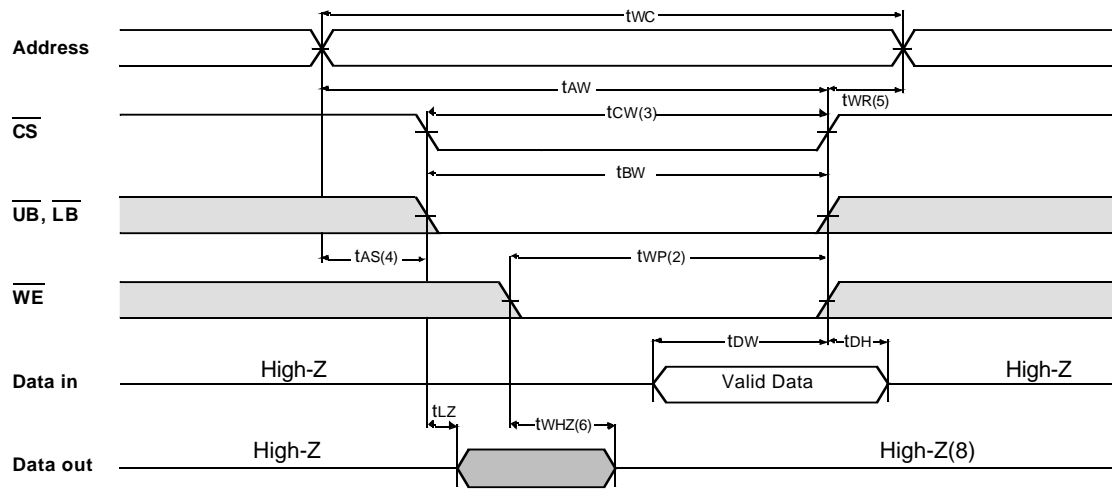 tWC
Address
tAW
tWR(5)
tCW(3)
CS
tBW
UB, LB
tAS(4)
tWP(2)
WE
tDW
tDH
High-Z
Valid Data
High-Z
Data in
tLZ
tWHZ(6)
High-Z
High-Z(8)
Data out